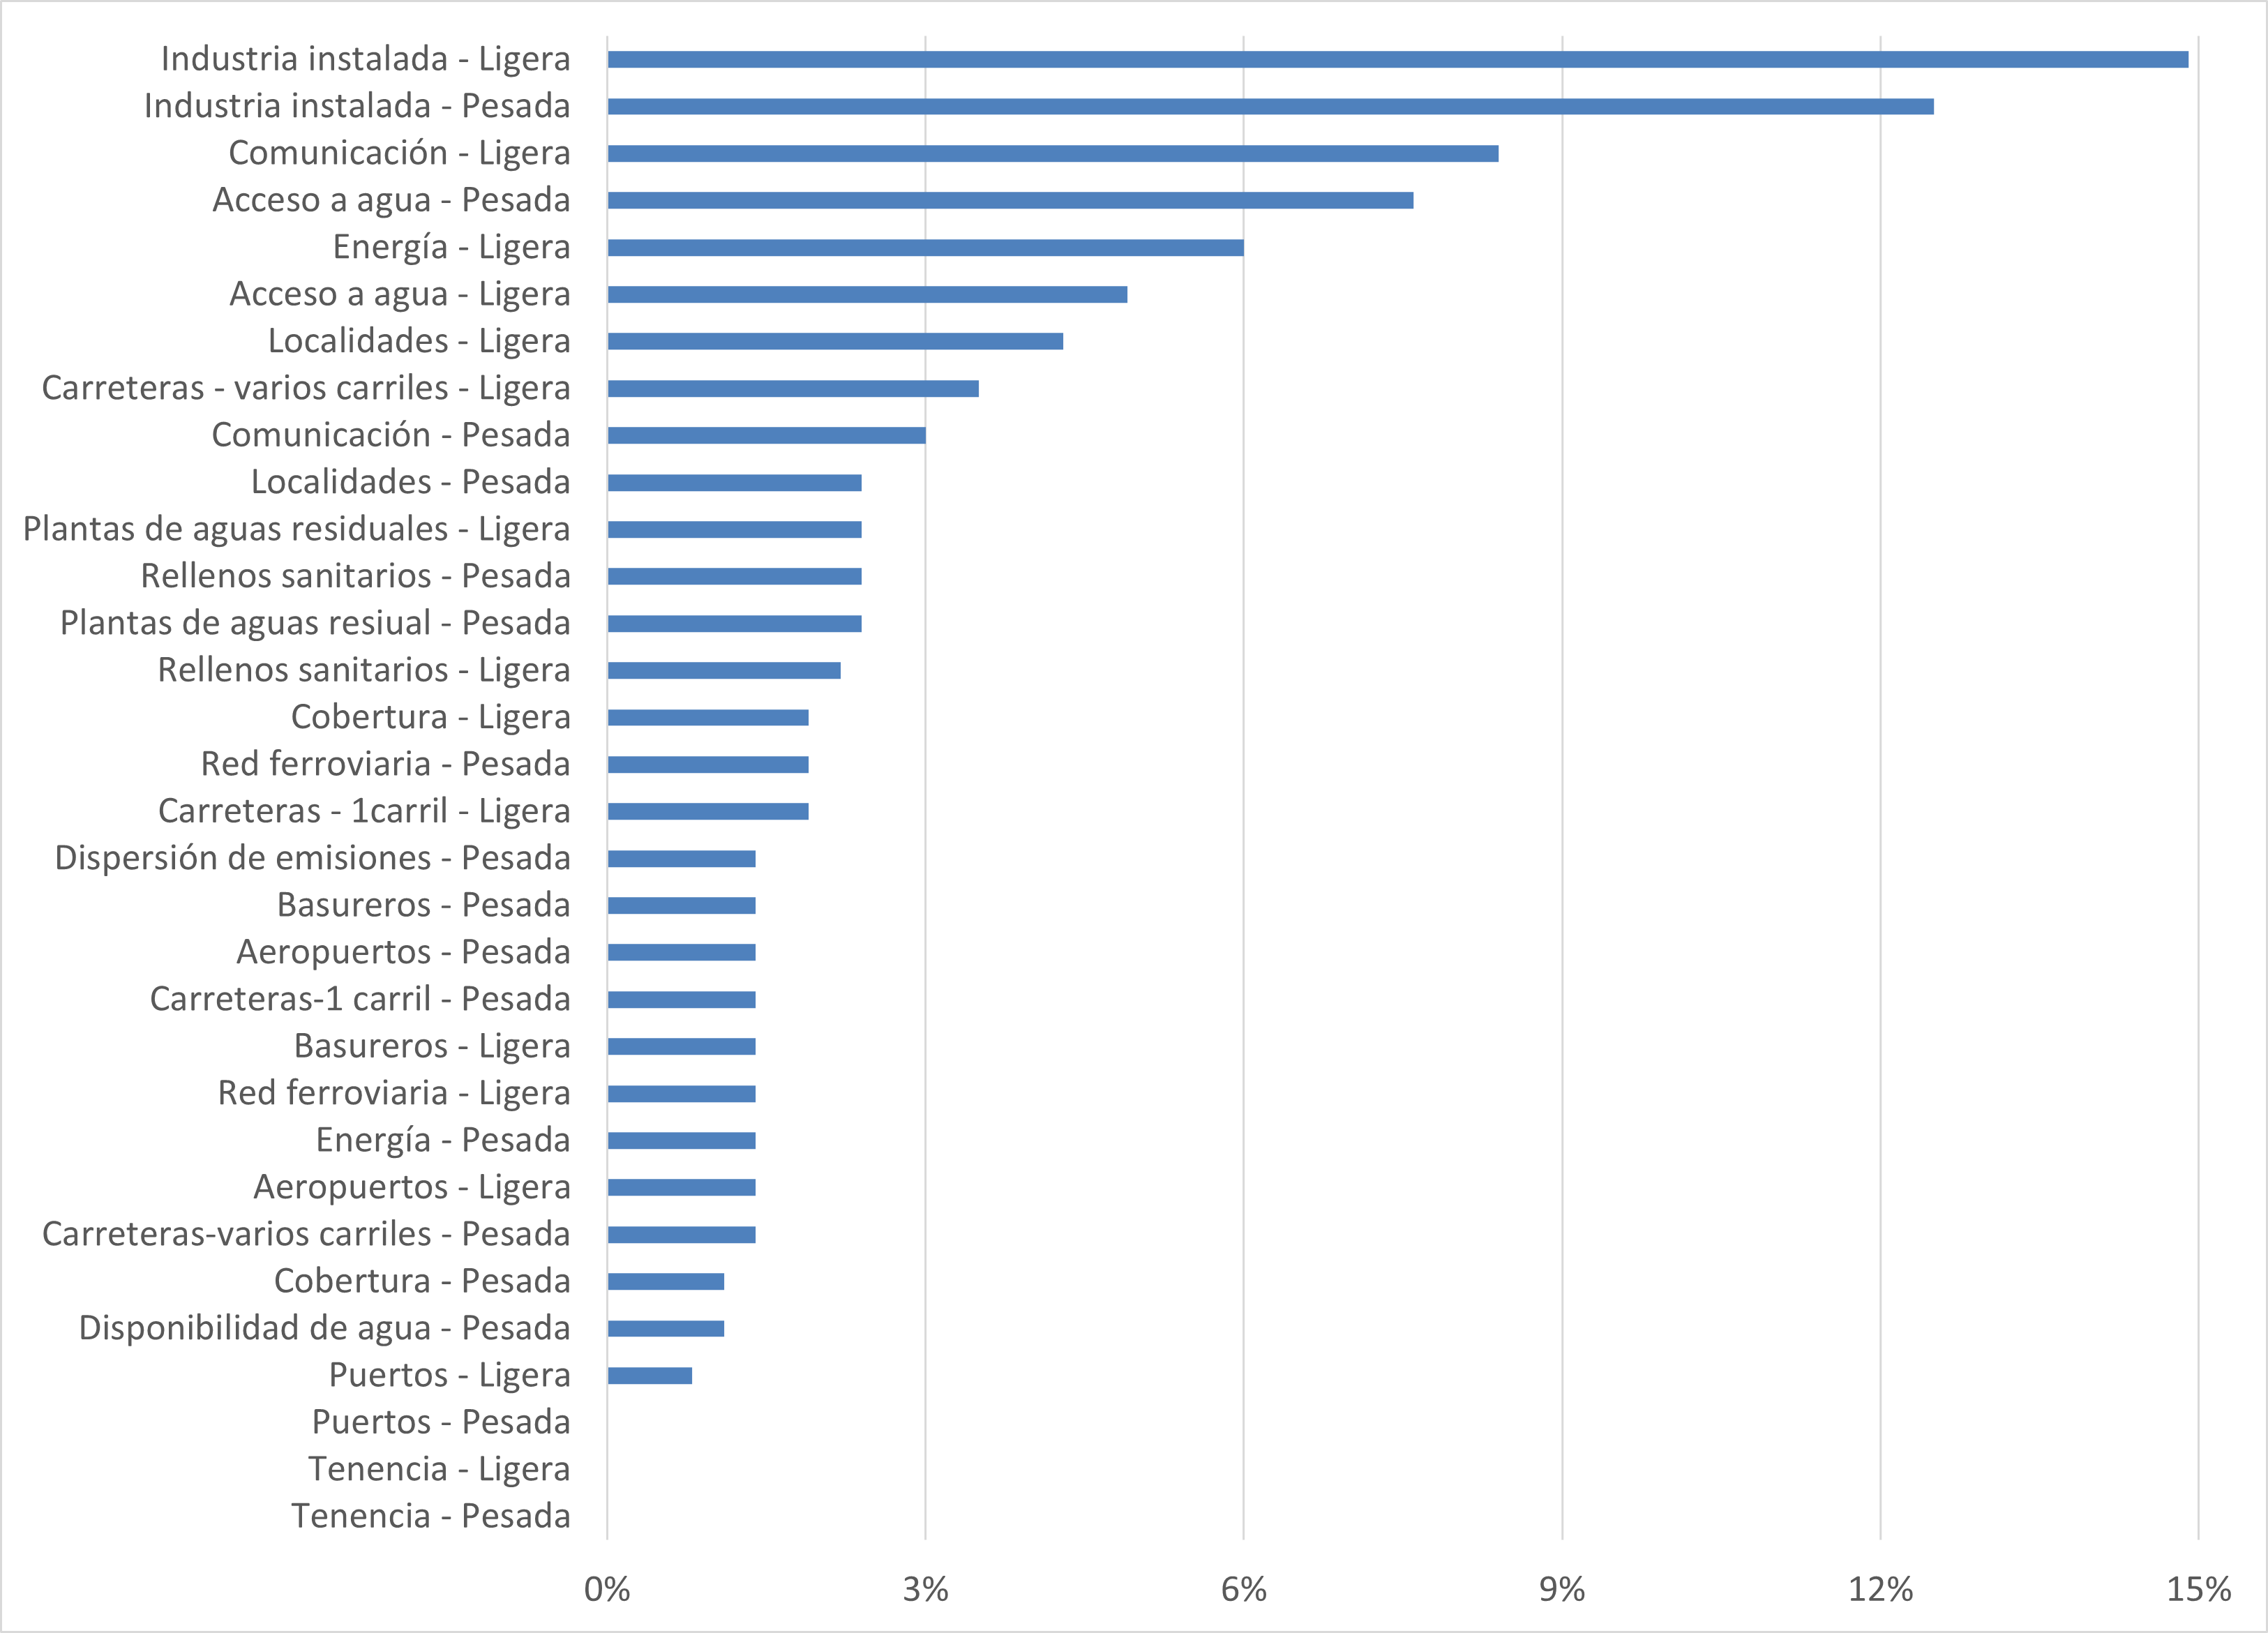 Industria instalada - Ligera
Industria instalada - Pesada
Comunicación - Ligera
Acceso a agua - Pesada
Energía - Ligera
Acceso a agua - Ligera
Localidades - Ligera
Carreteras - varios carriles - Ligera
Comunicación - Pesada
Localidades - Pesada
Plantas de aguas residuales - Ligera
Rellenos sanitarios - Pesada
Plantas de aguas resiual - Pesada
Rellenos sanitarios - Ligera
Cobertura - Ligera
Red ferroviaria - Pesada
Carreteras - 1carril - Ligera
Dispersión de emisiones - Pesada
Basureros - Pesada
Aeropuertos - Pesada
Carreteras-1 carril - Pesada
Basureros - Ligera
Red ferroviaria - Ligera
Energía - Pesada
Aeropuertos - Ligera
Carreteras-varios carriles - Pesada
Cobertura - Pesada
Disponibilidad de agua - Pesada
Puertos - Ligera
Puertos - Pesada
Tenencia - Ligera
Tenencia - Pesada
0% 3% 6% 9% 12% 15%